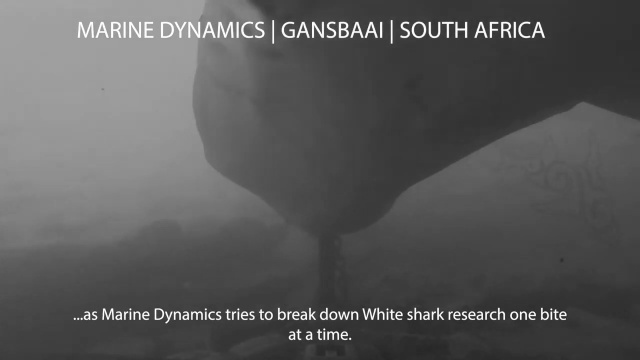 MARINE DYNAMICS | GANSBAAI | SOUTH AFRICA
...as Marine Dynamics tries to break down White shark research one bite
at a time.